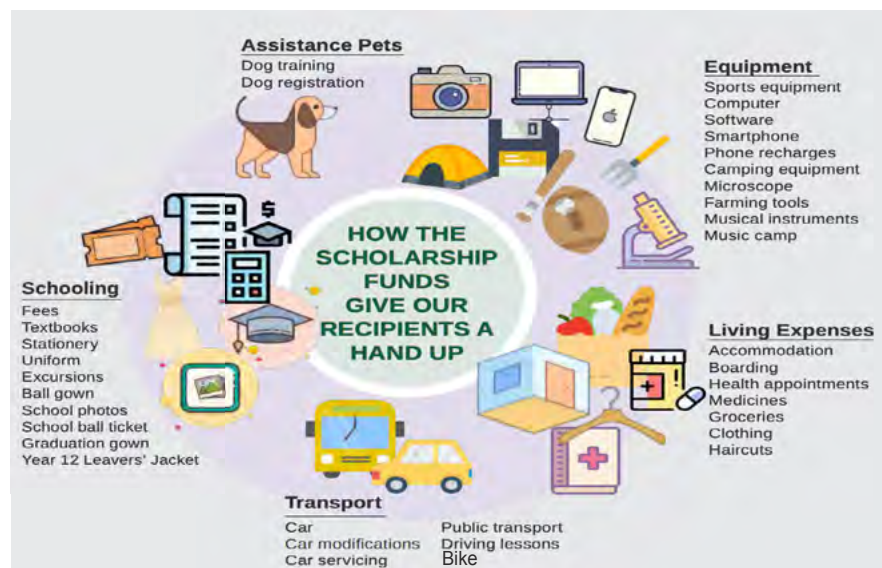 Assistance Pets
Dog training
Dog registration
Equipment
Sports equipment
Computer
Software
Smartphone
Phone recharges
Camping equipment
Microscope
Farming tools
Musical instruments
Music camp
HOW THE
SCHOLARSHIP
FUNDS
GIVE OUR
RECIPIENTS A
HAND UP
$
Schooling
Fees
Textbooks
Stationery
Uniform
Excursions
Ball gown
School photos
School ball ticket
Graduation gown
Year 12 Leavers' Jacket
Living Expenses
Accommodation
Boarding
Health appointments
Medicines
Groceries
Clothing
Haircuts
Transport
Car
Car modifications
Car servicing
Public transport
Driving lessons
Bike